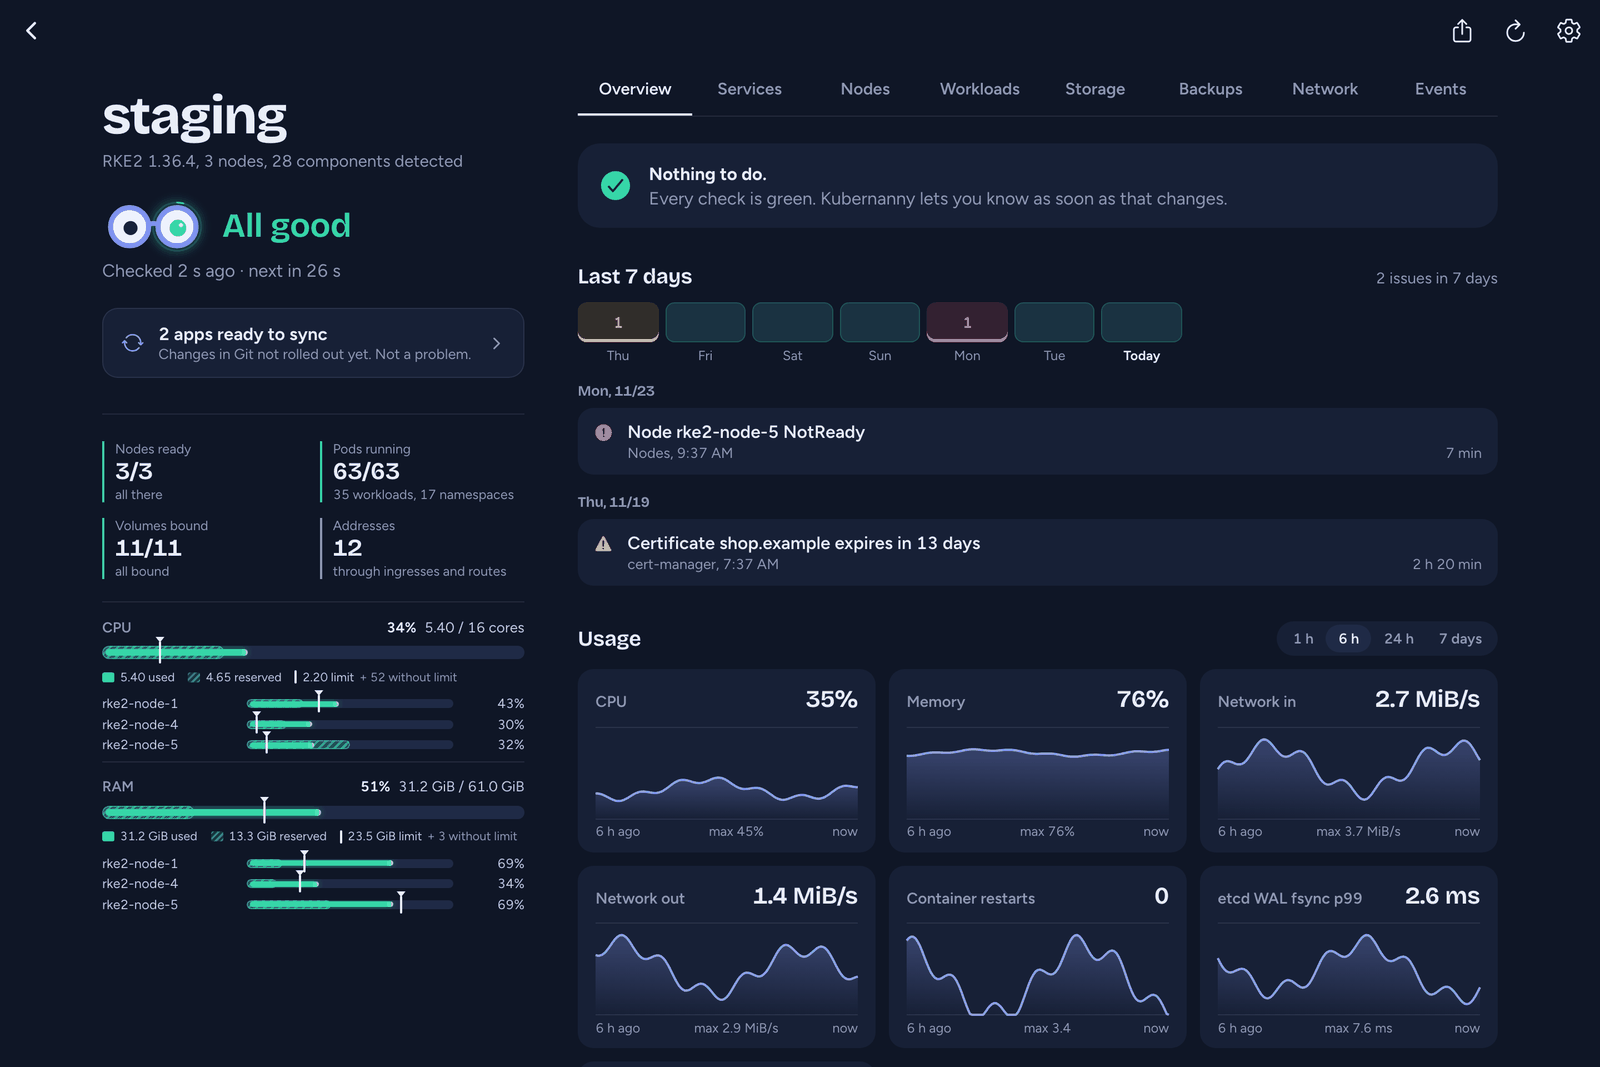 staging
RKE2 1.36.4, 3 nodes, 28 components detected
All good
Checked 2 s ago · next in 26 s
2 apps ready to sync
Changes in Git not rolled out yet. Not a problem.
Nodes ready
3/3
all there
Pods running
63/63
35 workloads, 17 namespaces
Volumes bound
11/11
all bound
Addresses
12
through ingresses and routes
CPU 34% 5.40 / 16 cores
5.40 used 4.65 reserved 2.20 limit + 52 without limit
rke2-node-1 43%
rke2-node-4 30%
rke2-node-5 32%
RAM 51% 31.2 GiB / 61.0 GiB
31.2 GiB used 13.3 GiB reserved 23.5 GiB limit + 3 without limit
rke2-node-1 69%
rke2-node-4 34%
rke2-node-5 69%
Overview Services Nodes Workloads Storage Backups Network Events
Nothing to do.
Every check is green. Kubernanny lets you know as soon as that changes.
Last 7 days 2 issues in 7 days
1 1
Thu Fri Sat Sun Mon Tue Today
Mon, 11/23
Node rke2-node-5 NotReady
Nodes, 9:37 AM 7 min
Thu, 11/19
Certificate shop.example expires in 13 days
cert-manager, 7:37 AM 2 h 20 min
Usage 1 h 6 h 24 h 7 days
CPU 35%
6 h ago max 45% now
Memory 76%
6 h ago max 76% now
Network in 2.7 MiB/s
6 h ago max 3.7 MiB/s now
Network out 1.4 MiB/s
6 h ago max 2.9 MiB/s now
Container restarts 0
6 h ago max 3.4 now
etcd WAL fsync p99 2.6 ms
6 h ago max 7.6 ms now